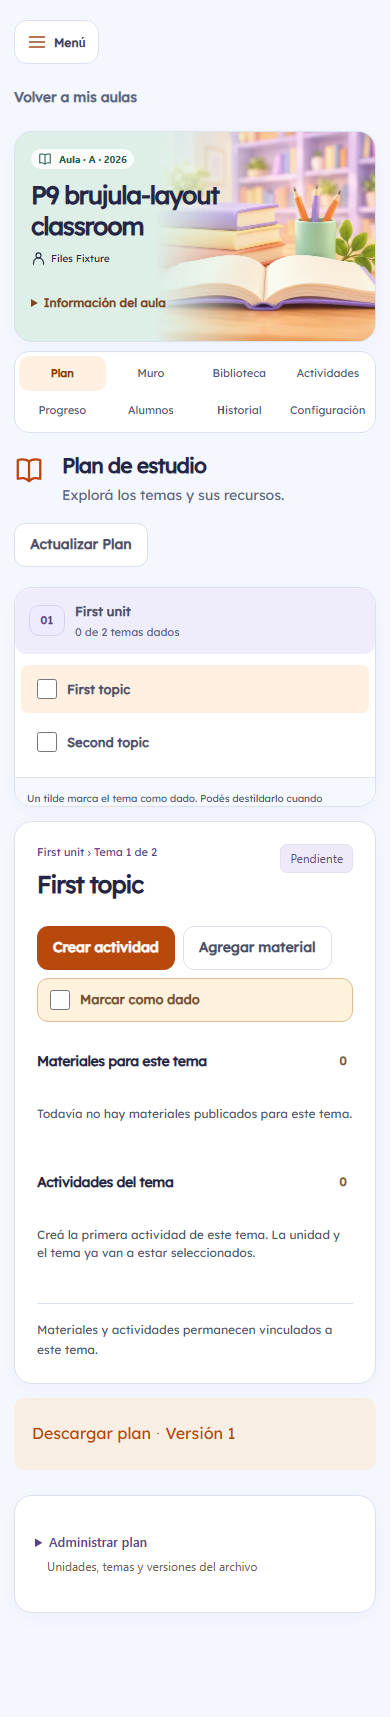 Menú
Volver a mis aulas
Aula · A · 2026
P9 brujula-layout
classroom
Files Fixture
Información del aula
Plan Muro Biblioteca Actividades
Progreso Alumnos Historial Configuración
Plan de estudio
Explorá los temas y sus recursos.
Actualizar Plan
01
First unit
0 de 2 temas dados
First topic
Second topic
Un tilde marca el tema como dado. Podés destildarlo cuando
First unit › Tema 1 de 2
Pendiente
First topic
Crear actividad
Agregar material
Marcar como dado
Materiales para este tema 0
Todavía no hay materiales publicados para este tema.
Actividades del tema 0
Creá la primera actividad de este tema. La unidad y
el tema ya van a estar seleccionados.
Materiales y actividades permanecen vinculados a
este tema.
Descargar plan · Versión 1
Administrar plan
Unidades, temas y versiones del archivo